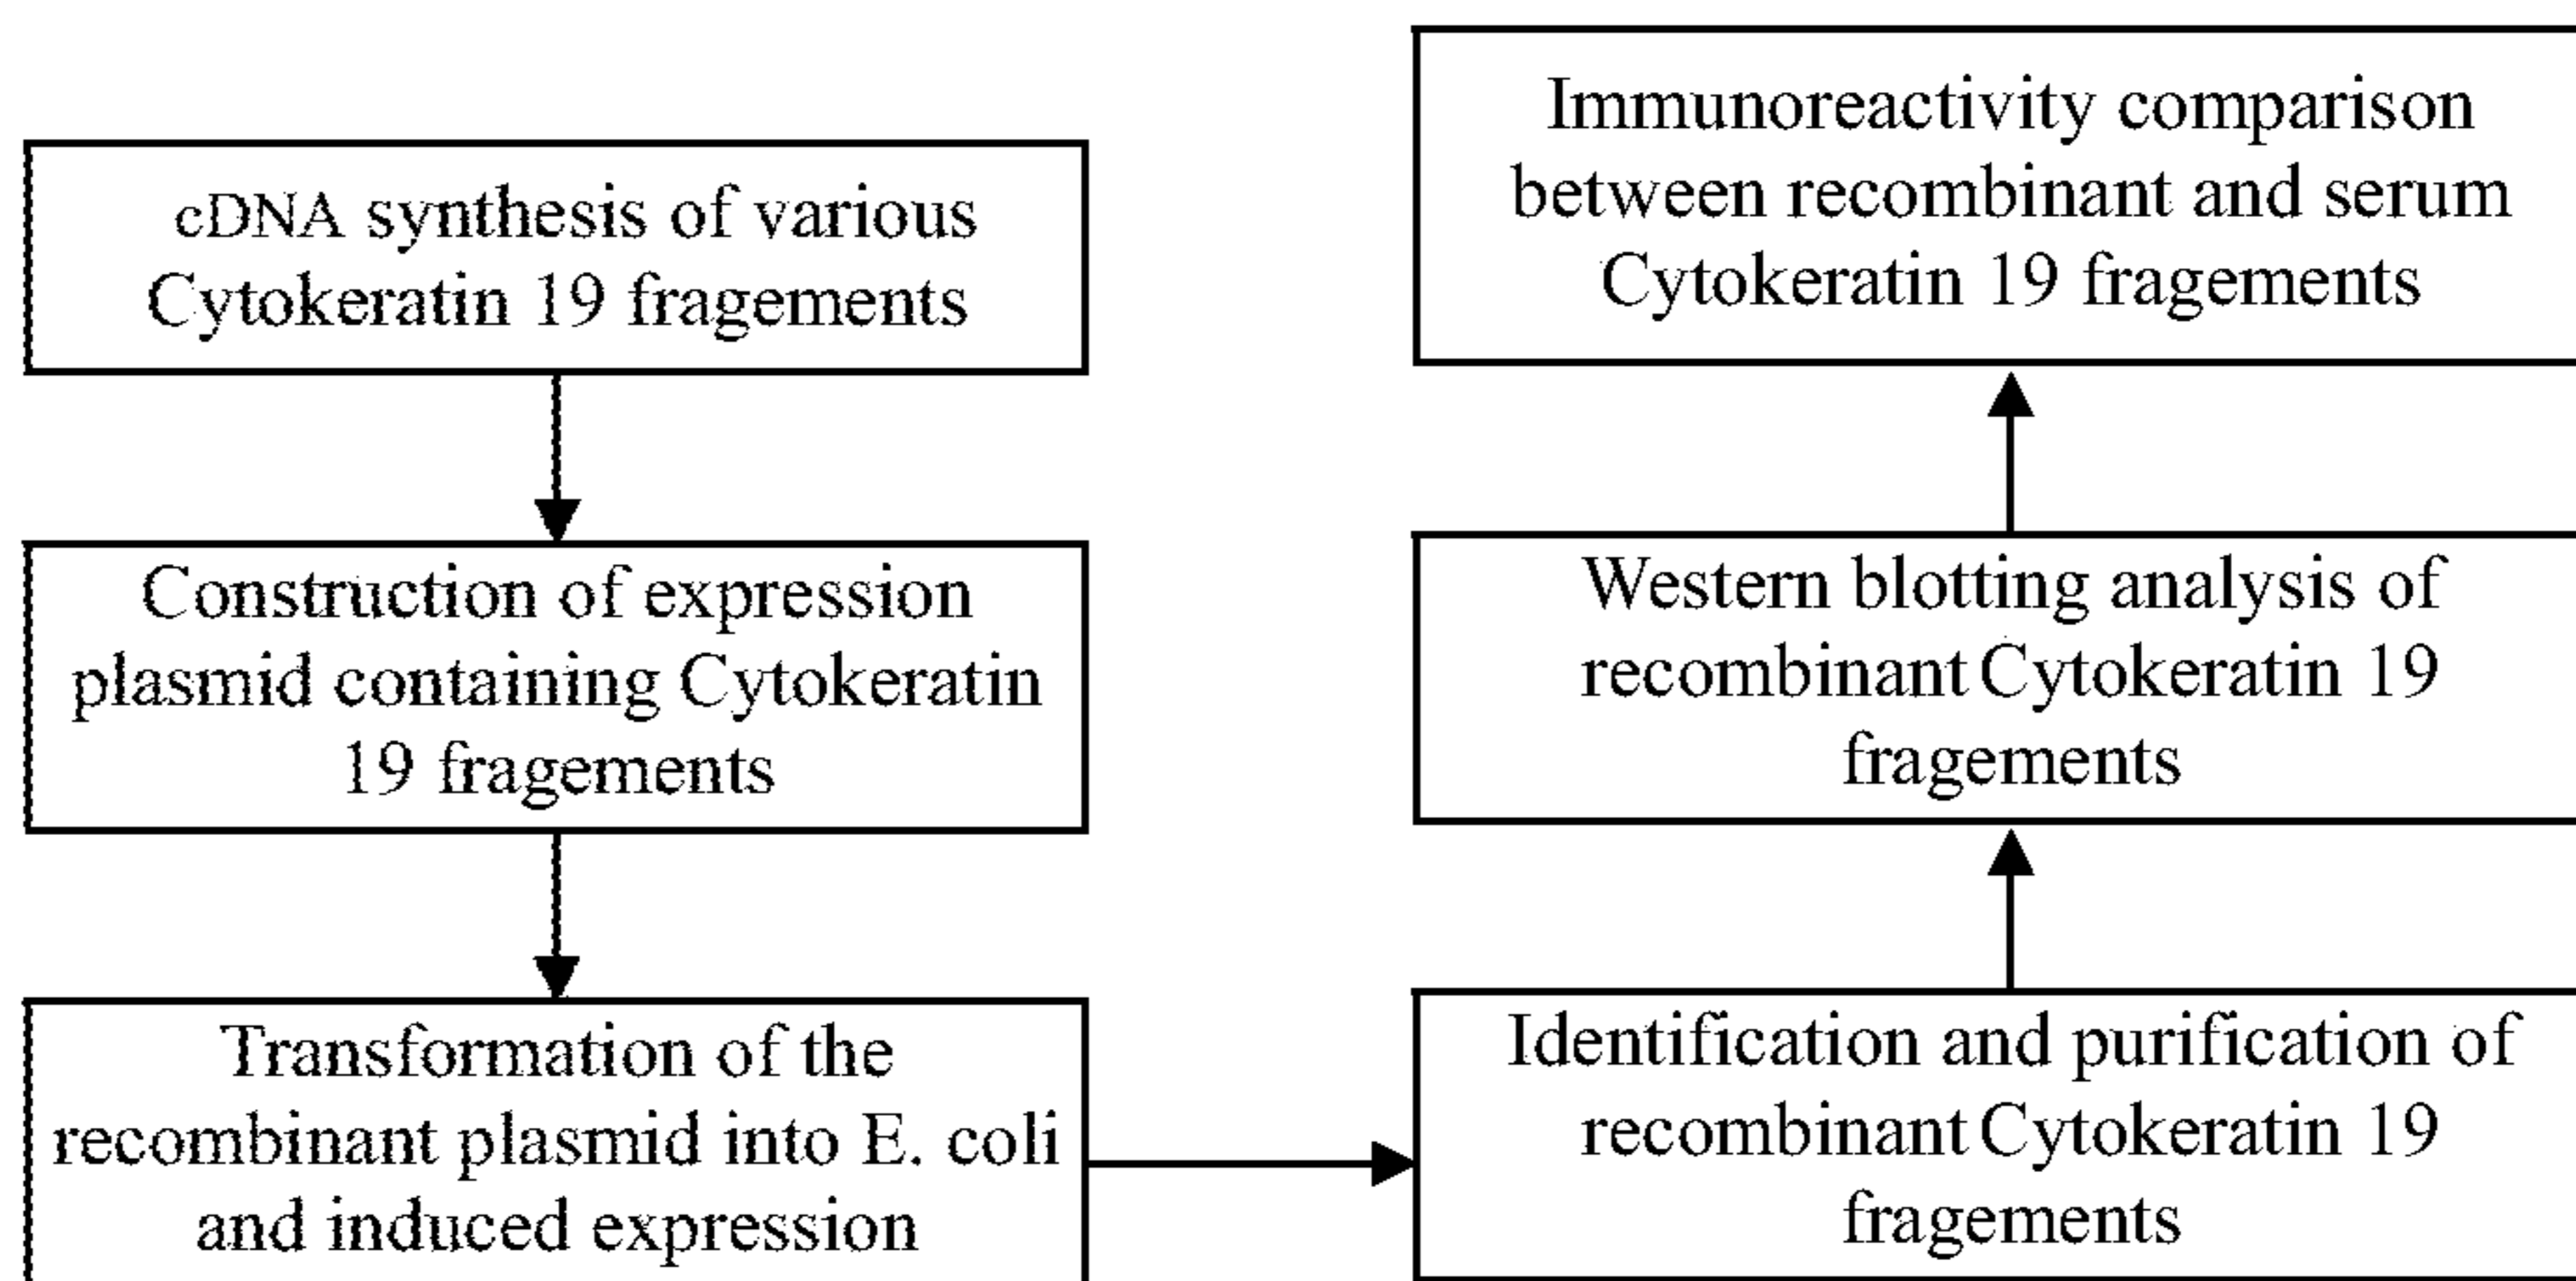 cDNA synthesis of various
Cytokeratin 19 fragements
Construction of expression
plasmid containing Cytokeratin
19 fragements
Transformation of the
recombinant plasmid into E. coli
and induced expression
Identification and purification of
recombinant Cytokeratin 19
fragements
Western blotting analysis of
recombinant Cytokeratin 19
fragements
Immunoreactivity comparison
between recombinant and serum
Cytokeratin 19 fragements